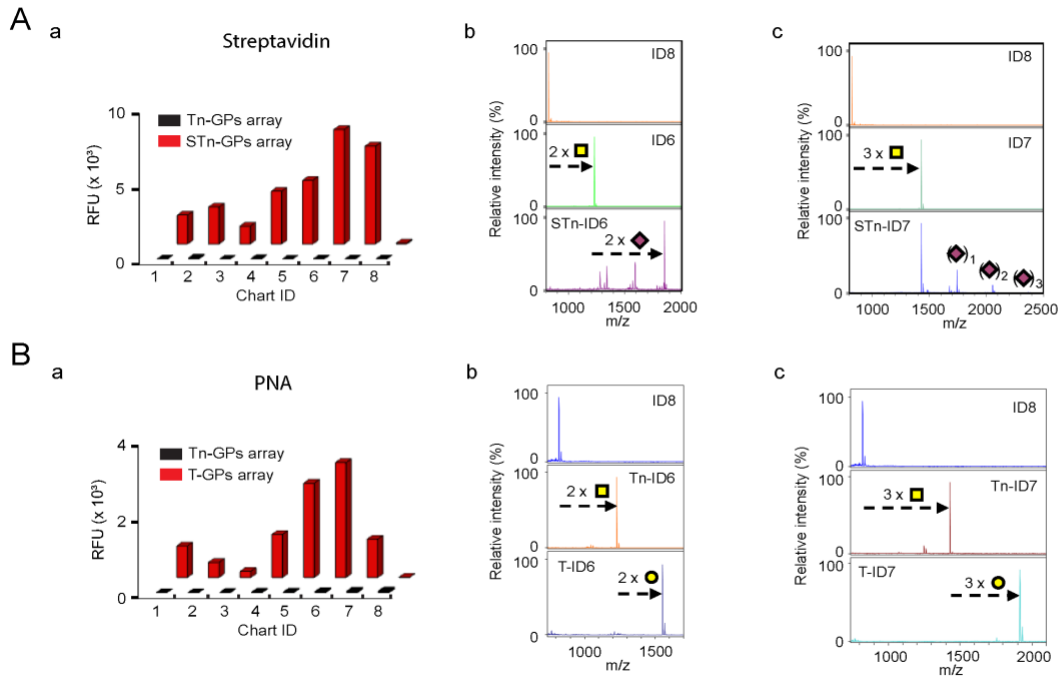 A
a
Streptavidin
10
5
0
RFU (x 10³)
Tn-GPs array
STn-GPs array
1 2 3 4 5 6 7 8
Chart ID
b
Relative intensity (%)
100
0
ID8
100
0
ID6
2 x
100
0
STn-ID6
2 x
1000 1500 2000
m/z
c
Relative intensity (%)
100
0
ID8
100
0
ID7
3 x
100
0
STn-ID7
( )1 ( )2 ( )3
1000 1500 2000 2500
m/z
B
a
PNA
4
2
0
RFU (x 10³)
Tn-GPs array
T-GPs array
1 2 3 4 5 6 7 8
Chart ID
b
Relative intensity (%)
100
0
ID8
100
0
Tn-ID6
2 x
100
0
T-ID6
2 x
1000 1500
m/z
c
Relative intensity (%)
100
0
ID8
100
0
Tn-ID7
3 x
100
0
T-ID7
3 x
1000 1500 2000
m/z